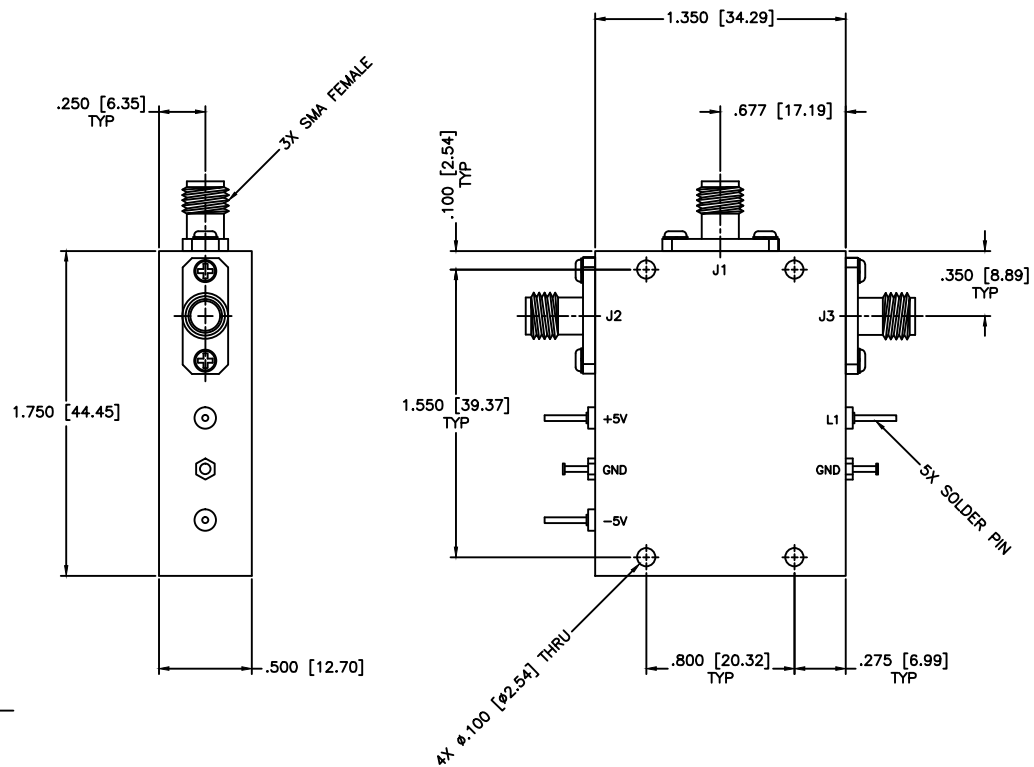 1.350 [34.29]
.250 [6.35]
TYP
3X SMA FEMALE
.677 [17.19]
.100 [2.54]
TYP
J1
.350 [8.89]
TYP
J2
J3
1.750 [44.45]
1.550 [39.37]
TYP
+5V
L1
GND
GND
5X SOLDER PIN
-5V
4X ø.100 [ø2.54] THRU
.500 [12.70]
.800 [20.32]
TYP
.275 [6.99]
TYP